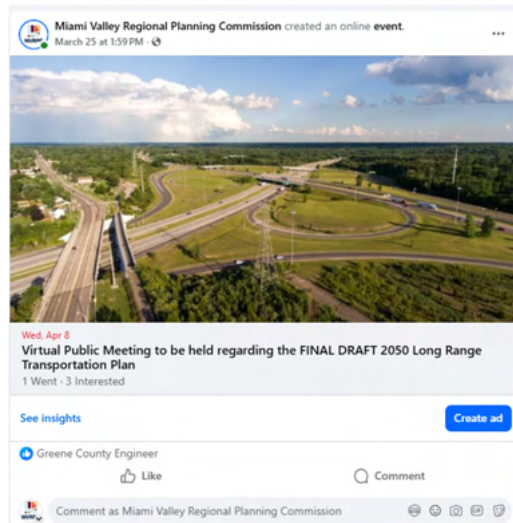 Miami Valley Regional Planning Commission created an online event.
March 25 at 1:59 PM ·
Wed, Apr 8
Virtual Public Meeting to be held regarding the FINAL DRAFT 2050 Long Range
Transportation Plan
1 Went · 3 Interested
See insights
Create ad
Greene County Engineer
Like
Comment
Comment as Miami Valley Regional Planning Commission